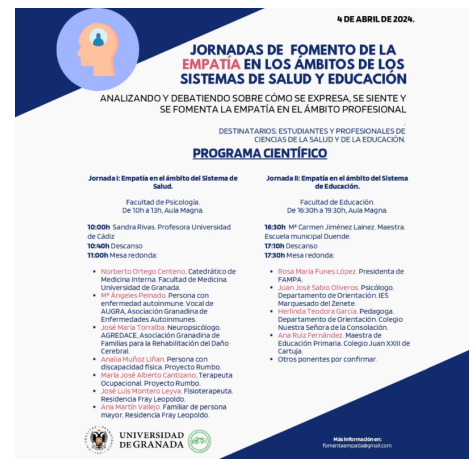 4 DE ABRIL DE 2024.
JORNADAS DE FOMENTO DE LA
EMPATÍA EN LOS ÁMBITOS DE LOS
SISTEMAS DE SALUD Y EDUCACIÓN
ANALIZANDO Y DEBATIENDO SOBRE CÓMO SE EXPRESA, SE SIENTE Y
SE FOMENTA LA EMPATÍA EN EL ÁMBITO PROFESIONAL
DESTINATARIOS: ESTUDIANTES Y PROFESIONALES DE
CIENCIAS DE LA SALUD Y DE LA EDUCACIÓN.
PROGRAMA CIENTÍFICO
Jornada I: Empatía en el ámbito del Sistema de
Salud.
Facultad de Psicología.
De 10h a 13h, Aula Magna.
10:00h Sandra Rivas. Profesora Universidad
de Cádiz
10:40h Descanso
11:00h Mesa redonda:
• Norberto Ortego Centeno. Catedrático de
Medicina Interna. Facultad de Medicina.
Universidad de Granada.
• Mª Ángeles Peinado. Persona con
enfermedad autoinmune. Vocal de
AUGRA, Asociación Granadina de
Enfermedades Autoinmunes.
• José María Torralba. Neuropsicólogo.
AGREDACE, Asociación Granadina de
Familias para la Rehabilitación del Daño
Cerebral.
• Analia Muñoz Liñan. Persona con
discapacidad física. Proyecto Rumbo.
• María José Alberto Cantizano. Terapeuta
Ocupacional. Proyecto Rumbo.
• José Luis Montero Leyva. Fisioterapeuta.
Residencia Fray Leopoldo.
• Ana Martín Vallejo. Familiar de persona
mayor. Residencia Fray Leopoldo.
Jornada II: Empatía en el ámbito del Sistema
de Educación.
Facultad de Educación.
De 16:30h a 19:30h, Aula Magna.
16:30h Mª Carmen Jiménez Lainez. Maestra.
Escuela municipal Duende.
17:10h Descanso
17:30h Mesa redonda:
• Rosa María Funes López. Presidenta de
FAMPA.
• Juan José Sabio Oliveros. Psicólogo.
Departamento de Orientación. IES
Marquesado del Zenete.
• Herlinda Teodora García. Pedagoga.
Departamento de Orientación. Colegio
Nuestra Señora de la Consolación.
• Ana Ruiz Fernández. Maestra de
Educación Primaria. Colegio Juan XXIII de
Cartuja.
• Otros ponentes por confirmar.
UNIVERSIDAD
DE GRANADA
Más información en:
fomentaempatia@gmail.com